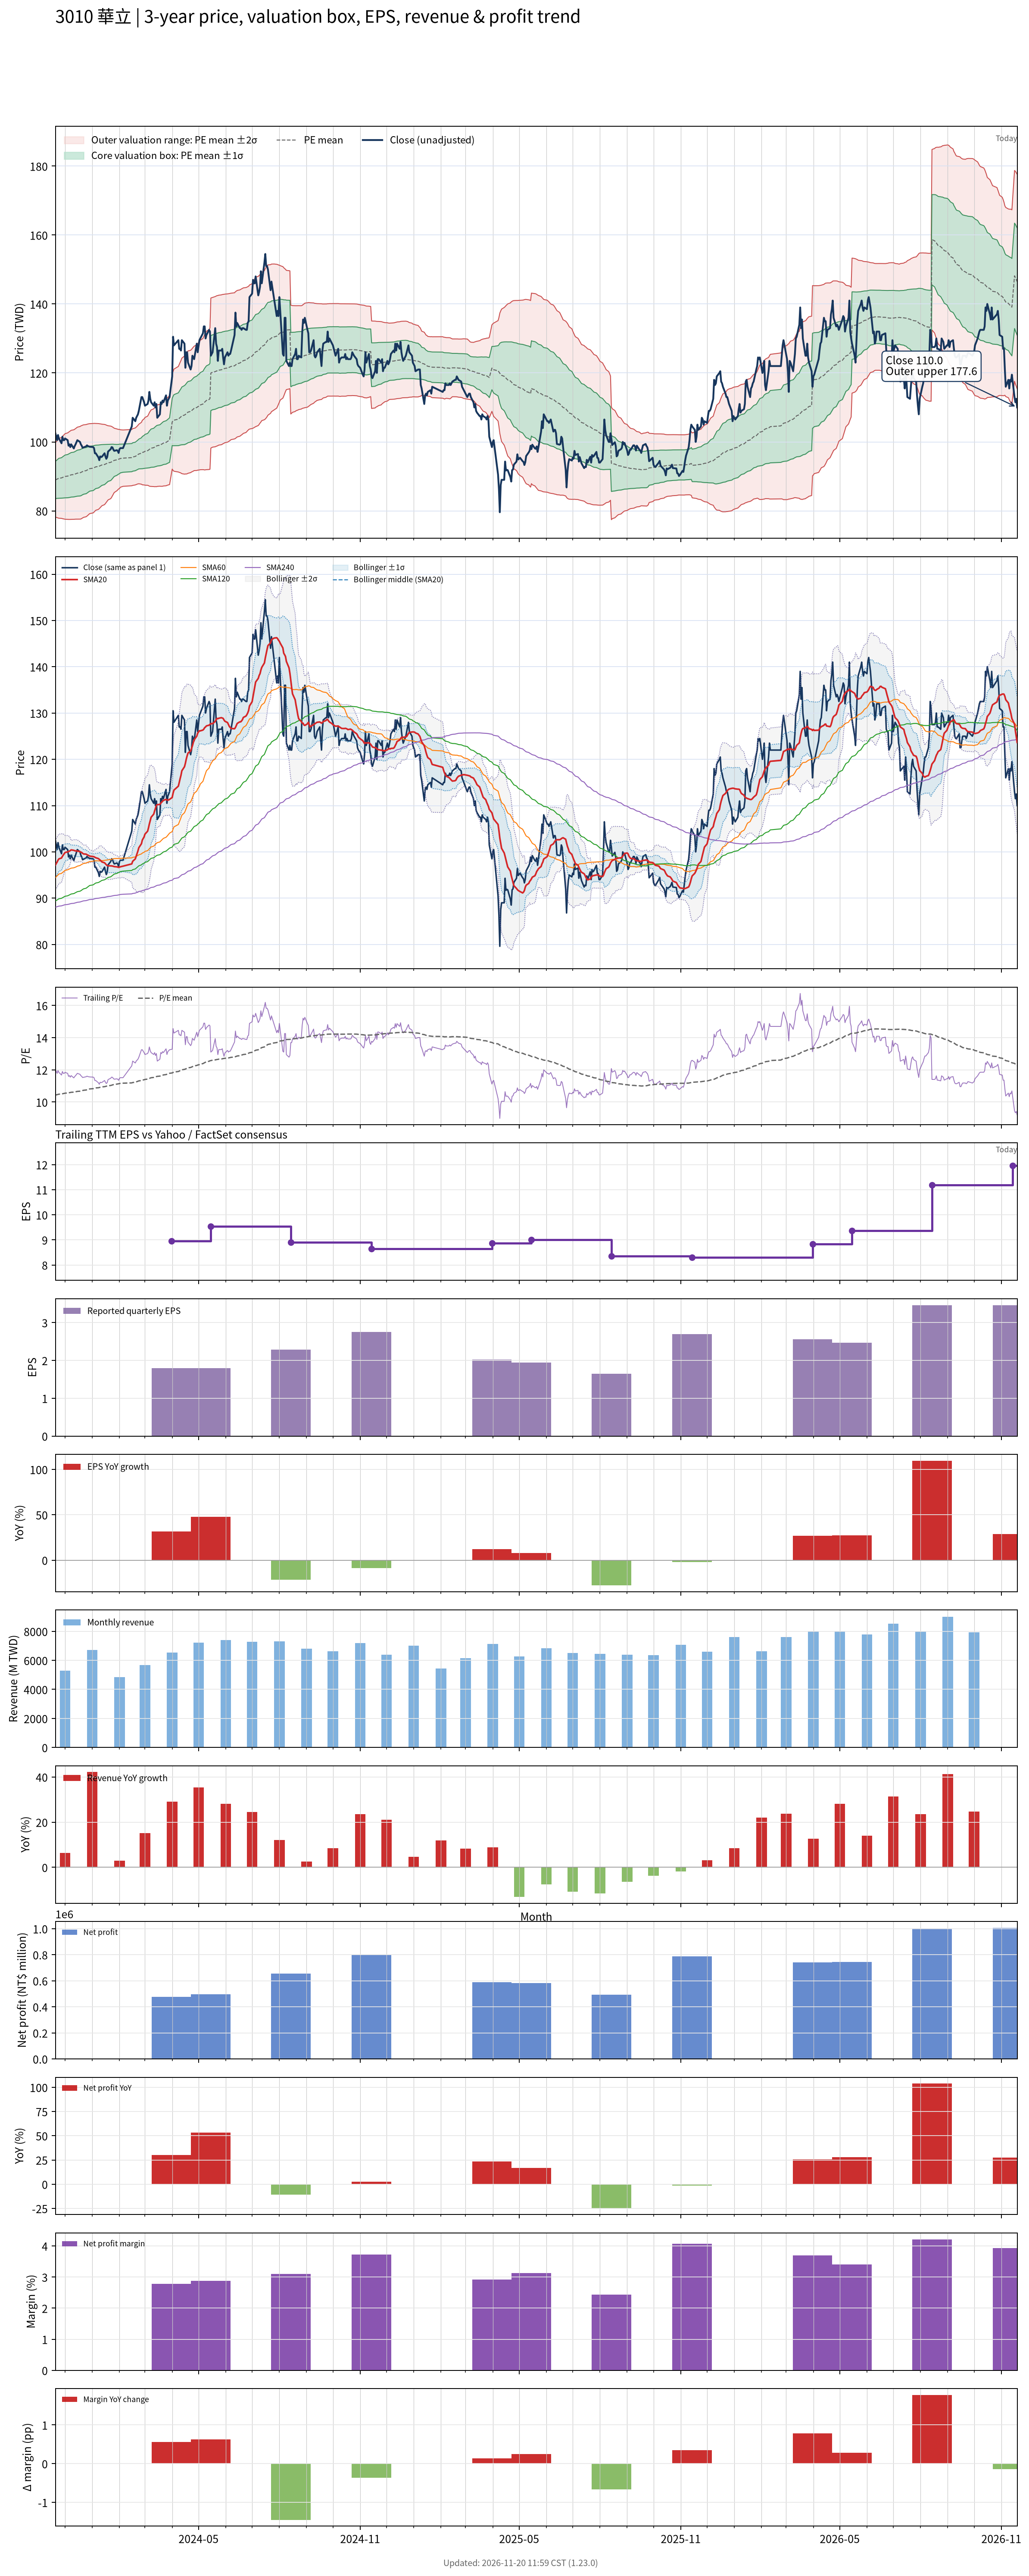 3010 華立 | 3-year price, valuation box, EPS, revenue & profit trend
Outer valuation range: PE mean ±2σ
Core valuation box: PE mean ±1σ
PE mean
Close (unadjusted)
Today
180
160
140
120
100
80
Price (TWD)
Close 110.0
Outer upper 177.6
Close (same as panel 1)
SMA20
SMA60
SMA120
SMA240
Bollinger ±2σ
Bollinger ±1σ
Bollinger middle (SMA20)
160
150
140
130
120
110
100
90
80
Price
Trailing P/E
P/E mean
16
14
12
10
P/E
Trailing TTM EPS vs Yahoo / FactSet consensus
Today
12
11
10
9
8
EPS
Reported quarterly EPS
3
2
1
0
EPS
EPS YoY growth
100
50
0
YoY (%)
Monthly revenue
8000
6000
4000
2000
0
Revenue (M TWD)
Revenue YoY growth
40
20
0
YoY (%)
Month
1e6
Net profit
1.0
0.8
0.6
0.4
0.2
0.0
Net profit (NT$ million)
Net profit YoY
100
75
50
25
0
-25
YoY (%)
Net profit margin
4
3
2
1
0
Margin (%)
Margin YoY change
1
0
-1
Δ margin (pp)
2024-05
2024-11
2025-05
2025-11
2026-05
2026-11
Updated: 2026-11-20 11:59 CST (1.23.0)